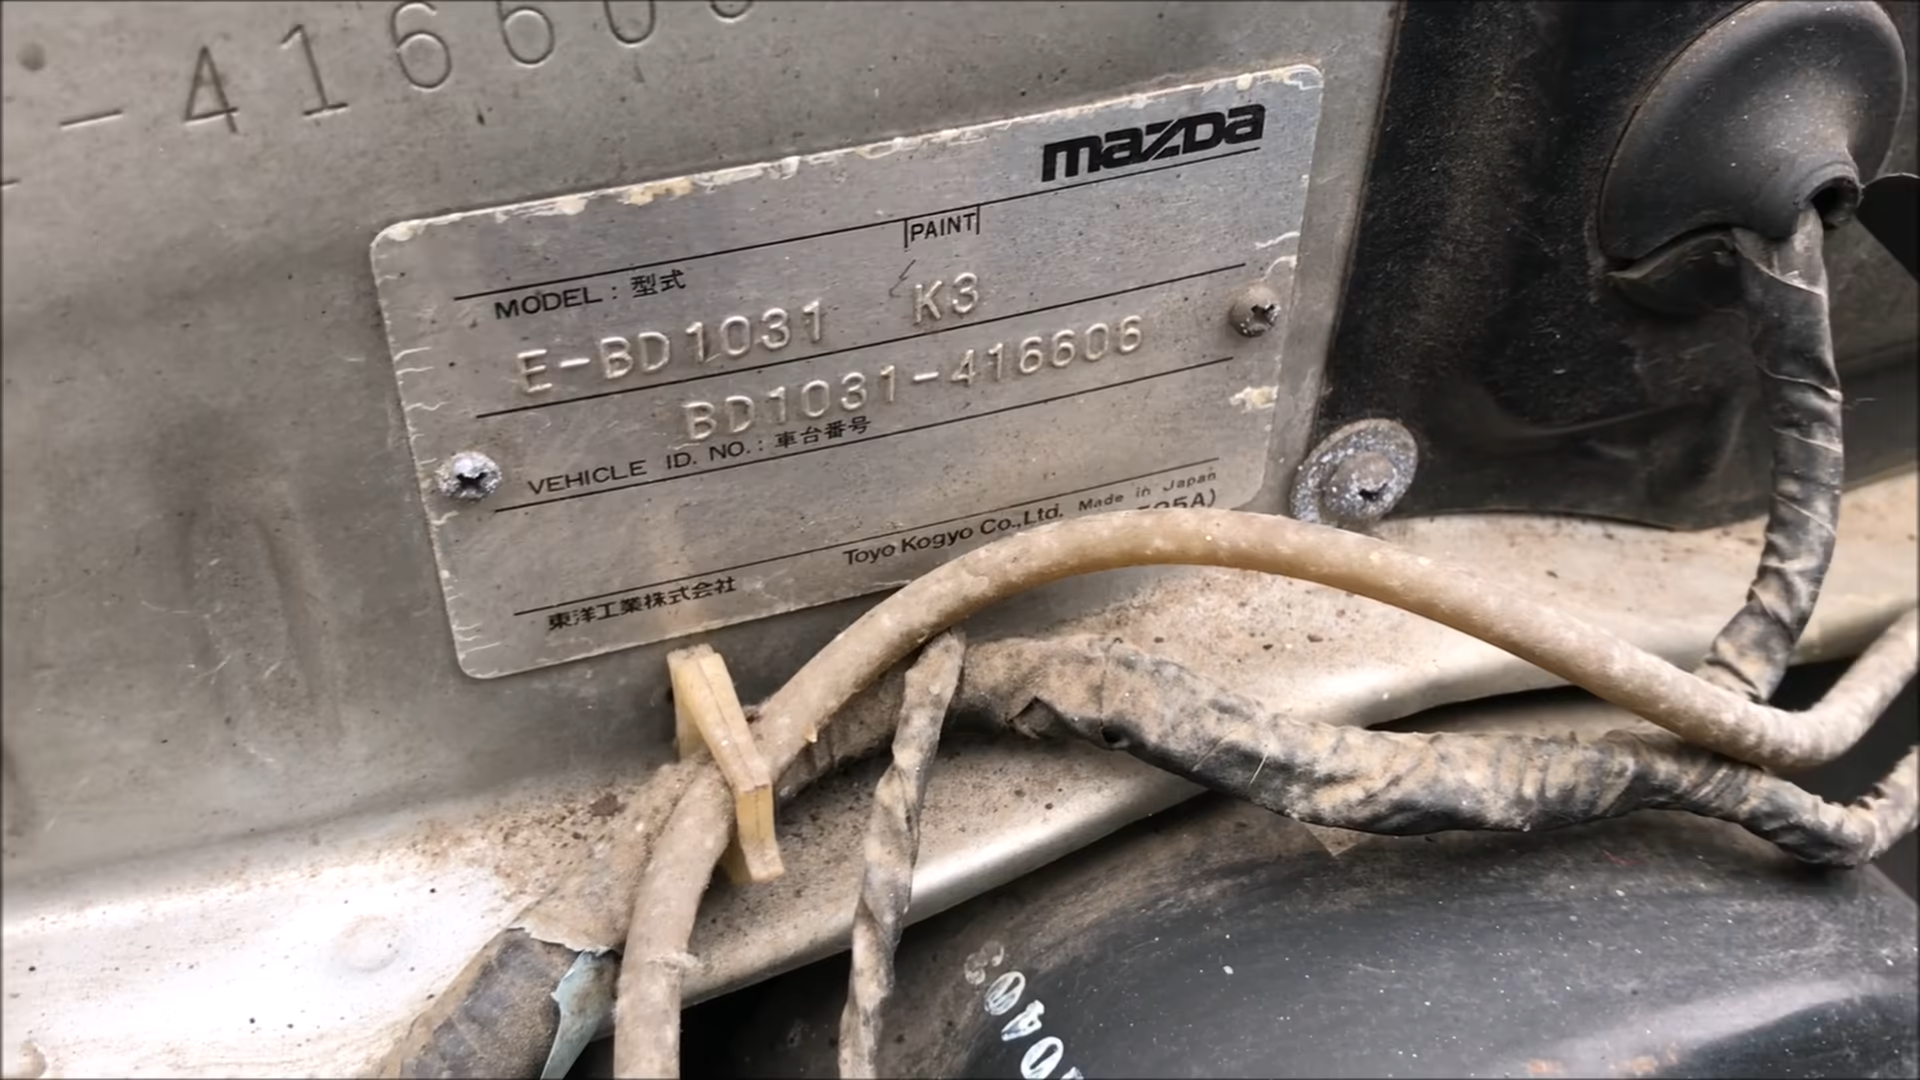 -41660
mazda
PAINT
MODEL : 型式
E-BD1031 K3
BD1031-416606
VEHICLE ID. NO. : 車台番号
Toyo Kogyo Co.,Ltd. Made in Japan
東洋工業株式会社